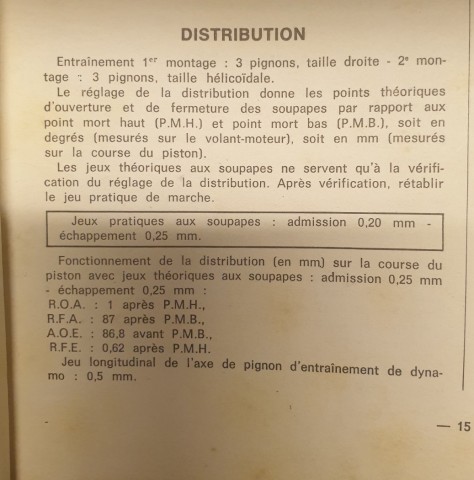 DISTRIBUTION
Entraînement 1er montage : 3 pignons, taille droite - 2e mon-
tage : 3 pignons, taille hélicoïdale.
Le réglage de la distribution donne les points théoriques
d'ouverture et de fermeture des soupapes par rapport aux
point mort haut (P.M.H.) et point mort bas (P.M.B.), soit en
degrés (mesurés sur le volant-moteur), soit en mm (mesurés
sur la course du piston).
Les jeux théoriques aux soupapes ne servent qu'à la vérifi-
cation du réglage de la distribution. Après vérification, rétablir
le jeu pratique de marche.
Jeux pratiques aux soupapes : admission 0,20 mm -
échappement 0,25 mm.
Fonctionnement de la distribution (en mm) sur la course du
piston avec jeux théoriques aux soupapes : admission 0,25 mm
- échappement 0,25 mm :
R.O.A. : 1 après P.M.H.,
R.F.A. : 87 après P.M.B.,
A.O.E. : 86,8 avant P.M.B.,
R.F.E. : 0,62 après P.M.H.
Jeu longitudinal de l'axe de pignon d'entraînement de dyna-
mo : 0,5 mm.
— 15